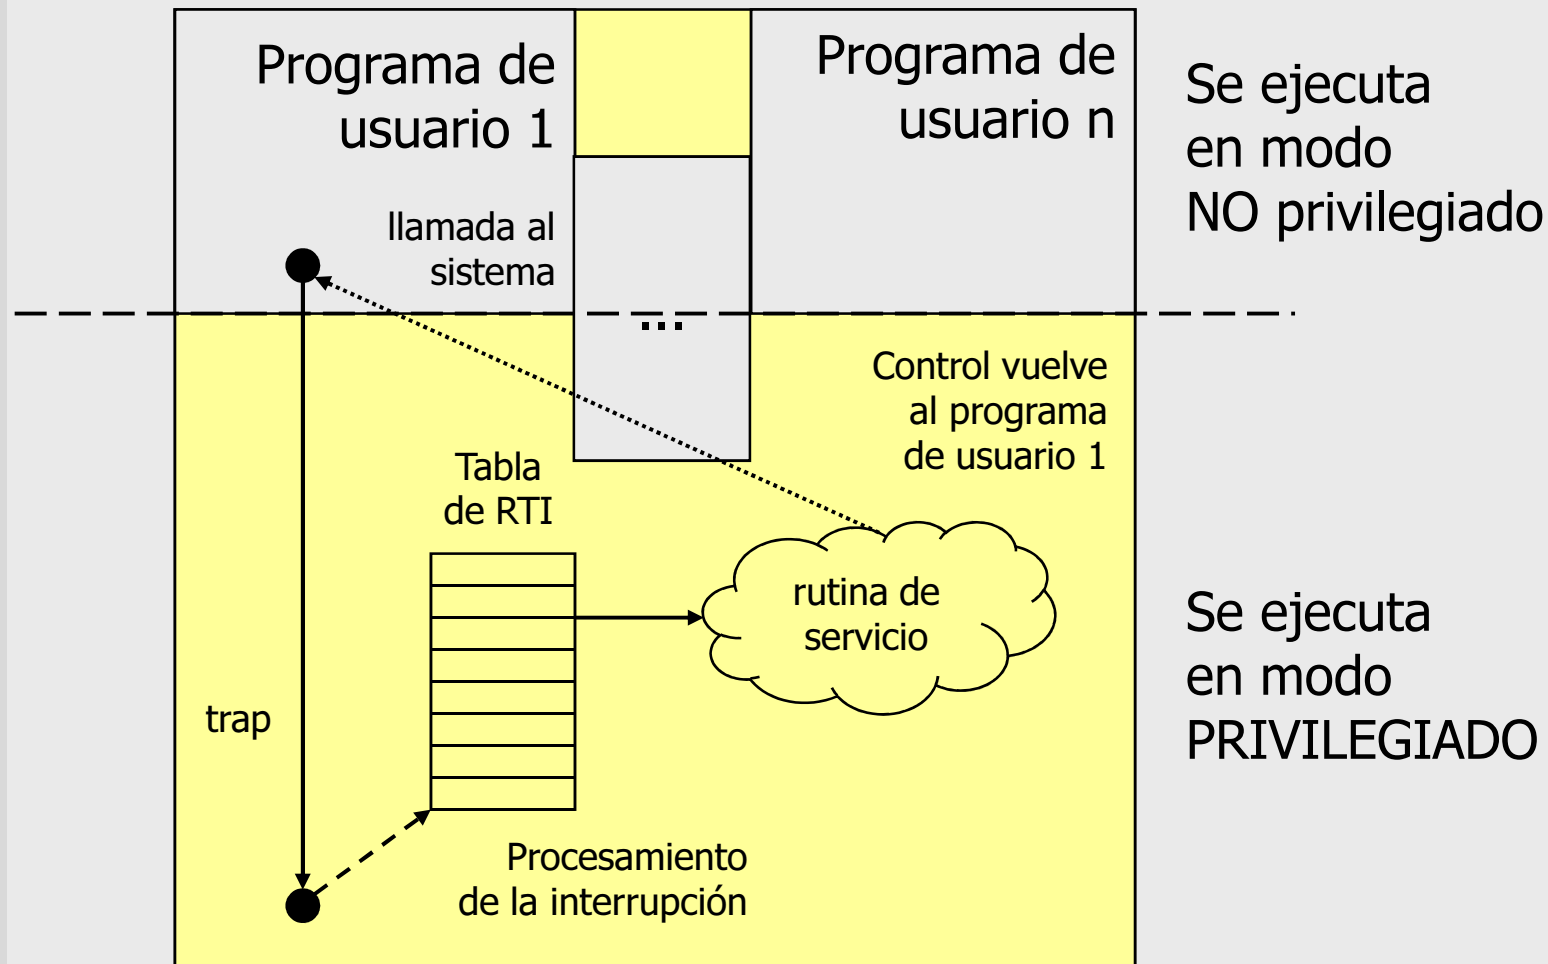 Programa de
usuario 1
Programa de
usuario n
Se ejecuta
en modo
NO privilegiado
llamada al
sistema
...
Control vuelve
al programa
de usuario 1
Tabla
de RTI
rutina de
servicio
Se ejecuta
en modo
PRIVILEGIADO
trap
Procesamiento
de la interrupción